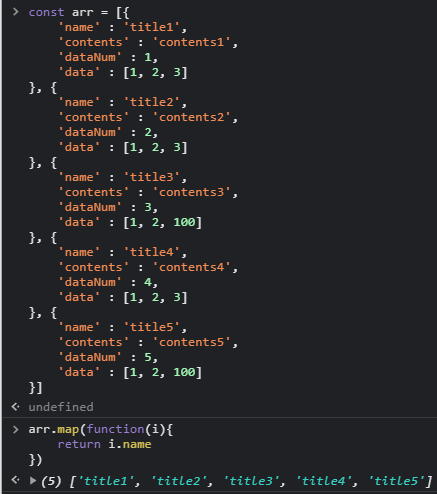 > const arr = [{
'name' : 'title1',
'contents' : 'contents1',
'dataNum' : 1,
'data' : [1, 2, 3]
}, {
'name' : 'title2',
'contents' : 'contents2',
'dataNum' : 2,
'data' : [1, 2, 3]
}, {
'name' : 'title3',
'contents' : 'contents3',
'dataNum' : 3,
'data' : [1, 2, 100]
}, {
'name' : 'title4',
'contents' : 'contents4',
'dataNum' : 4,
'data' : [1, 2, 3]
}, {
'name' : 'title5',
'contents' : 'contents5',
'dataNum' : 5,
'data' : [1, 2, 100]
}]
undefined
> arr.map(function(i){
return i.name
})
(5) ['title1', 'title2', 'title3', 'title4', 'title5']